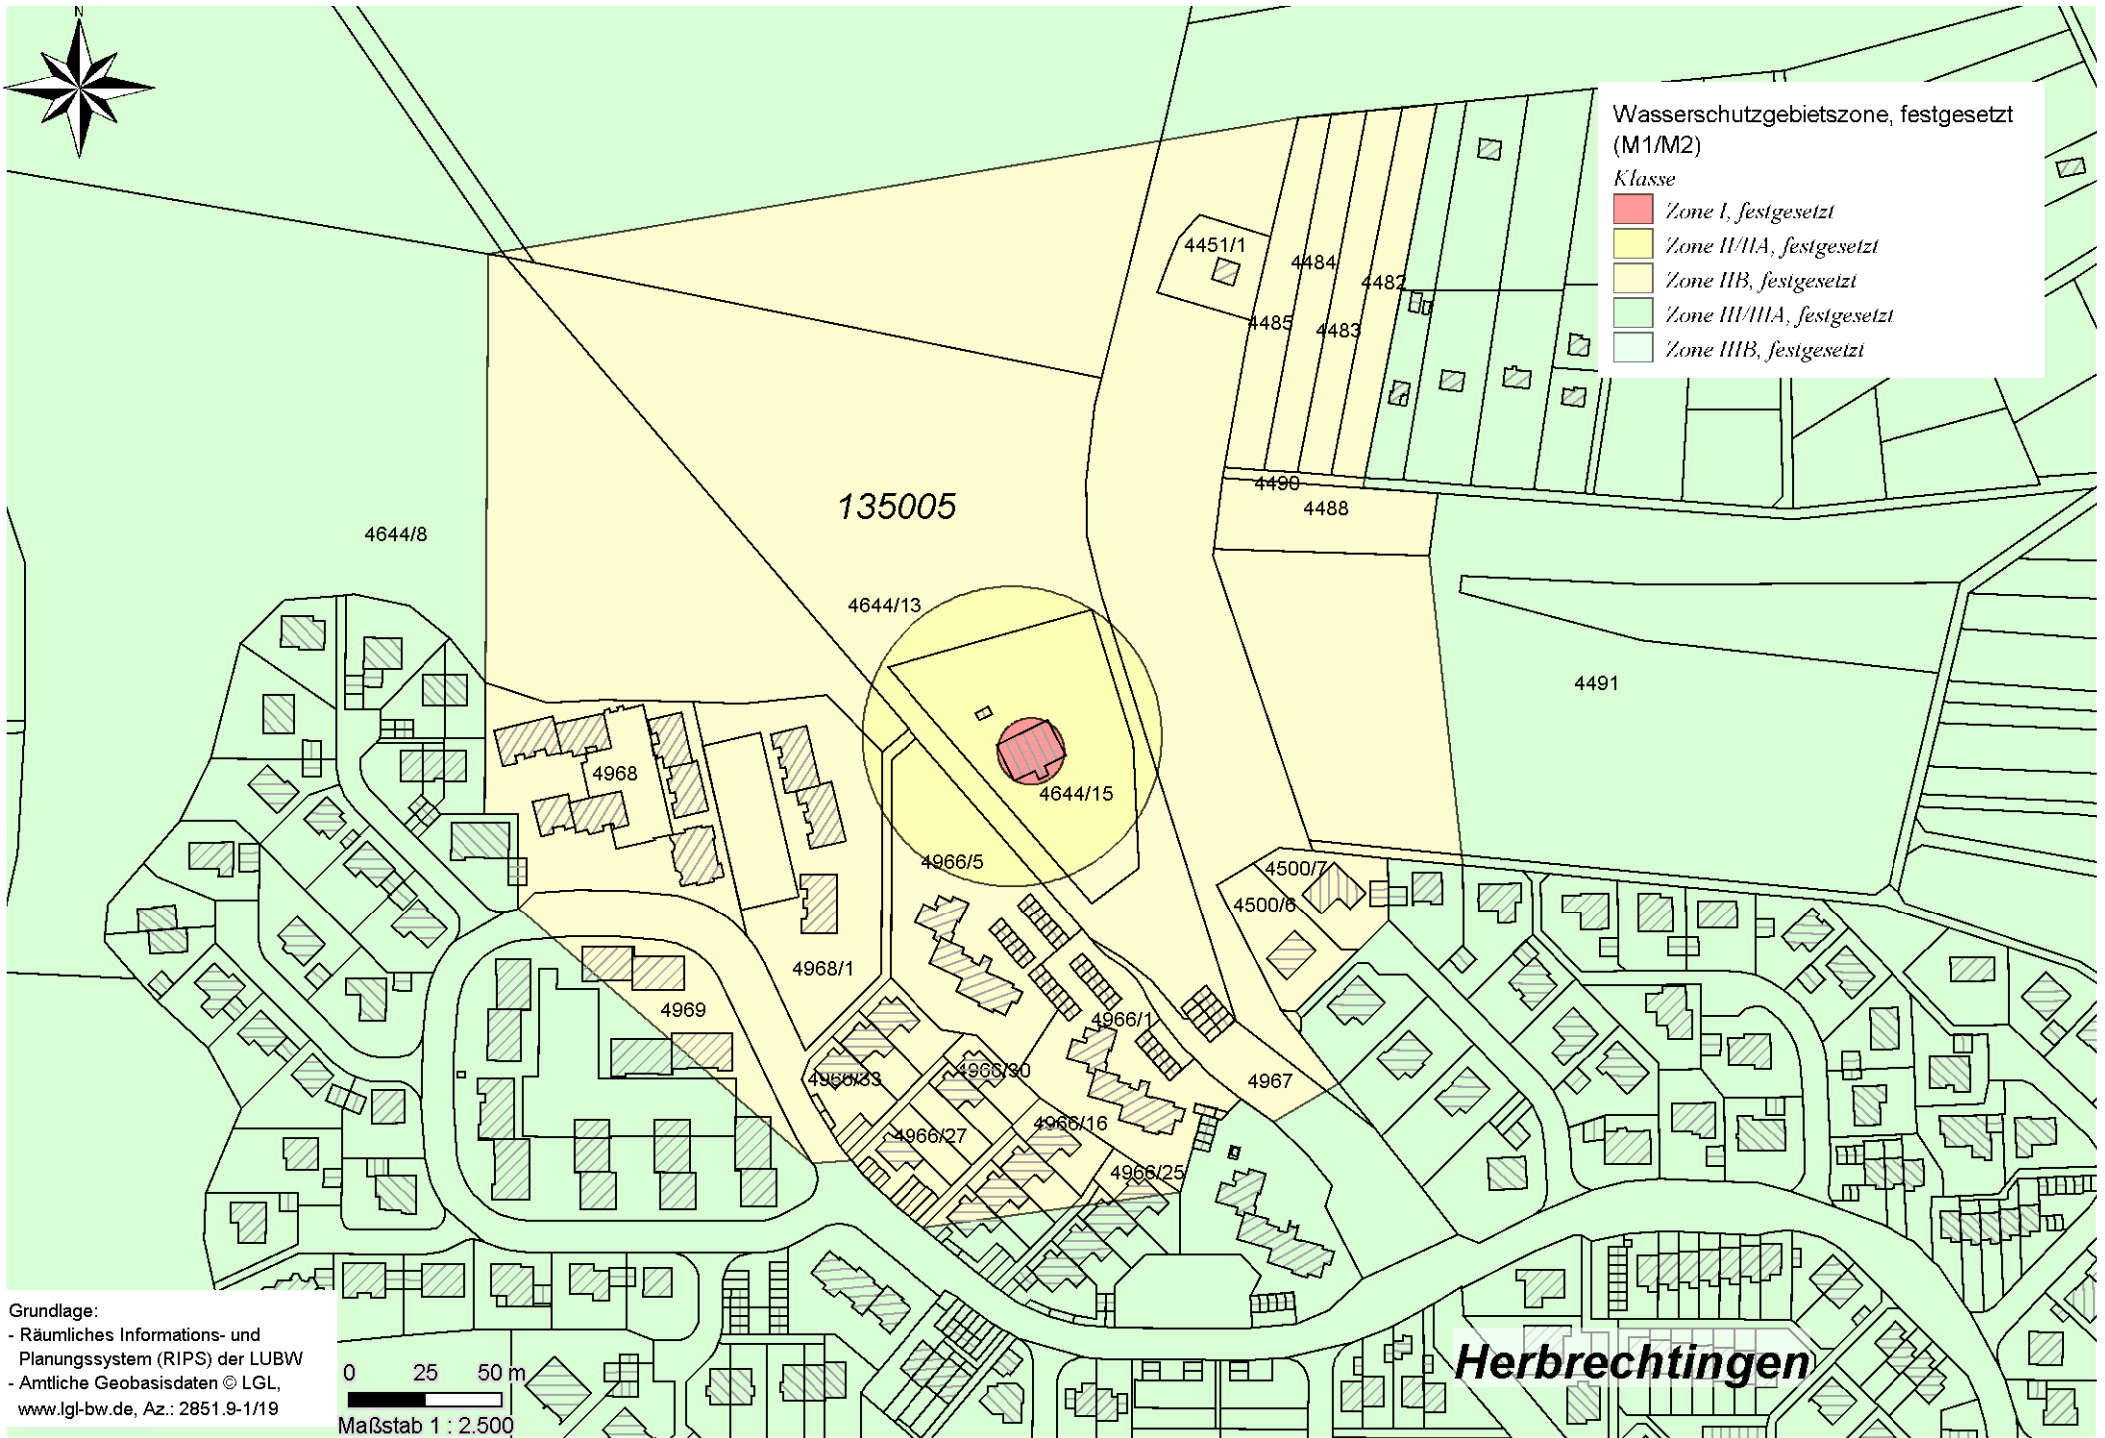 N
Wasserschutzgebietszone, festgesetzt
(M1/M2)
Klasse
Zone I, festgesetzt
Zone II/IIA, festgesetzt
Zone IIB, festgesetzt
Zone III/IIIA, festgesetzt
Zone IIIB, festgesetzt
4451/1
4484
4482
4485
4483
4490
4488
135005
4644/8
4644/13
4491
4968
4644/15
4966/5
4500/7
4500/6
4968/1
4969
4966/1
4966/33
4966/30
4967
4966/27
4966/16
4966/25
Herbrechtingen
Grundlage:
- Räumliches Informations- und
Planungssystem (RIPS) der LUBW
- Amtliche Geobasisdaten © LGL,
www.lgl-bw.de, Az.: 2851.9-1/19
0 25 50 m
Maßstab 1 : 2.500